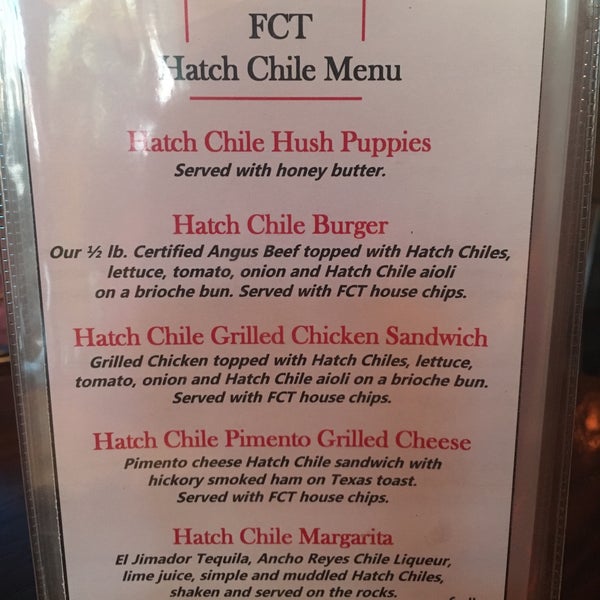 FCT
Hatch Chile Menu
Hatch Chile Hush Puppies
Served with honey butter.
Hatch Chile Burger
Our ½ lb. Certified Angus Beef topped with Hatch Chiles,
lettuce, tomato, onion and Hatch Chile aioli
on a brioche bun. Served with FCT house chips.
Hatch Chile Grilled Chicken Sandwich
Grilled Chicken topped with Hatch Chiles, lettuce,
tomato, onion and Hatch Chile aioli on a brioche bun.
Served with FCT house chips.
Hatch Chile Pimento Grilled Cheese
Pimento cheese Hatch Chile sandwich with
hickory smoked ham on Texas toast.
Served with FCT house chips.
Hatch Chile Margarita
El Jimador Tequila, Ancho Reyes Chile Liqueur,
lime juice, simple and muddled Hatch Chiles,
shaken and served on the rocks.